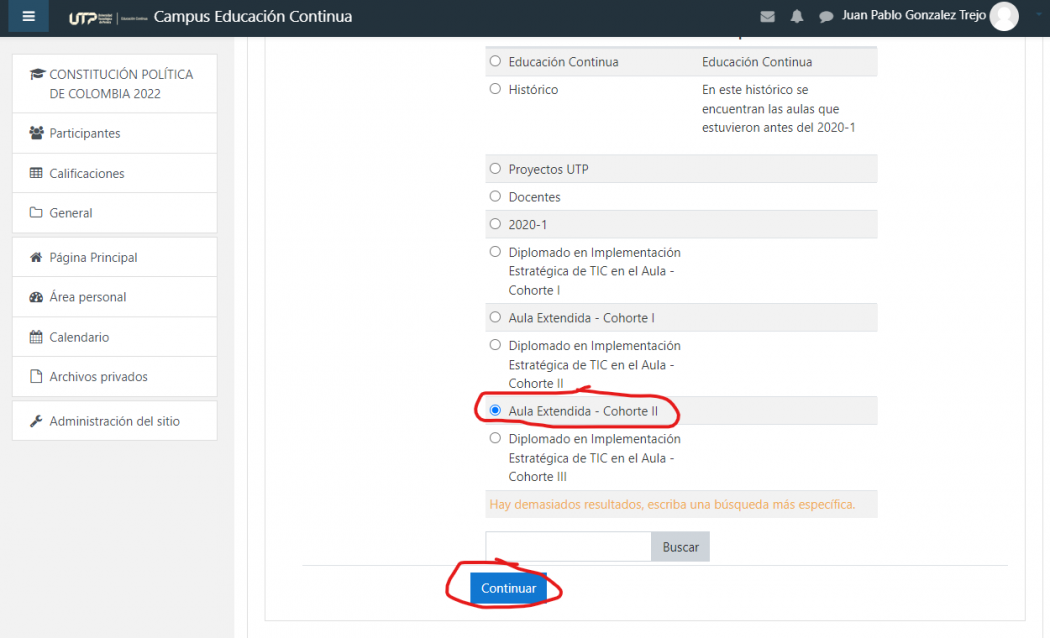 UTP
Campus Educación Continua
Juan Pablo Gonzalez Trejo
CONSTITUCIÓN POLÍTICA
DE COLOMBIA 2022
Participantes
Calificaciones
General
Página Principal
Área personal
Calendario
Archivos privados
Administración del sitio
Educación Continua Educación Continua
Histórico En este histórico se
encuentran las aulas que
estuvieron antes del 2020-1
Proyectos UTP
Docentes
2020-1
Diplomado en Implementación
Estratégica de TIC en el Aula -
Cohorte I
Aula Extendida - Cohorte I
Diplomado en Implementación
Estratégica de TIC en el Aula -
Cohorte II
Aula Extendida - Cohorte II
Diplomado en Implementación
Estratégica de TIC en el Aula -
Cohorte III
Hay demasiados resultados, escriba una búsqueda más específica.
Buscar
Continuar